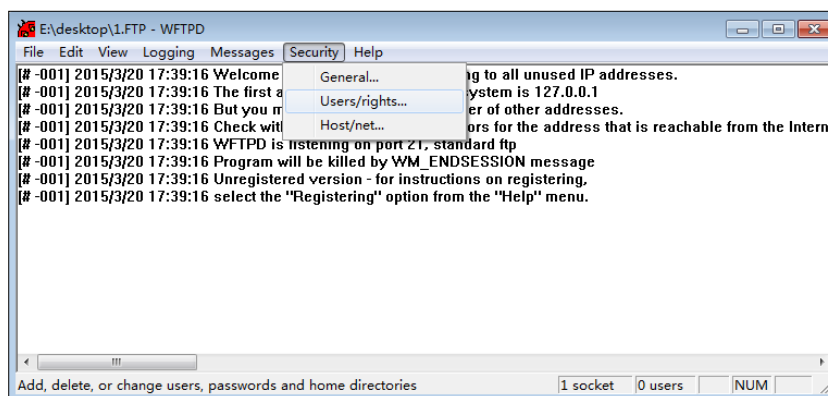 E:\desktop\1.FTP - WFTPD
File Edit View Logging Messages Security Help
General...
Users/rights...
Host/net...
[# -001] 2015/3/20 17:39:16 Welcome ng to all unused IP addresses.
[# -001] 2015/3/20 17:39:16 The first a ystem is 127.0.0.1
[# -001] 2015/3/20 17:39:16 But you m er of other addresses.
[# -001] 2015/3/20 17:39:16 Check with ors for the address that is reachable from the Intern
[# -001] 2015/3/20 17:39:16 WFTPD is listening on port 21, standard ftp
[# -001] 2015/3/20 17:39:16 Program will be killed by WM_ENDSESSION message
[# -001] 2015/3/20 17:39:16 Unregistered version - for instructions on registering,
[# -001] 2015/3/20 17:39:16 select the "Registering" option from the "Help" menu.
Add, delete, or change users, passwords and home directories 1 socket 0 users NUM